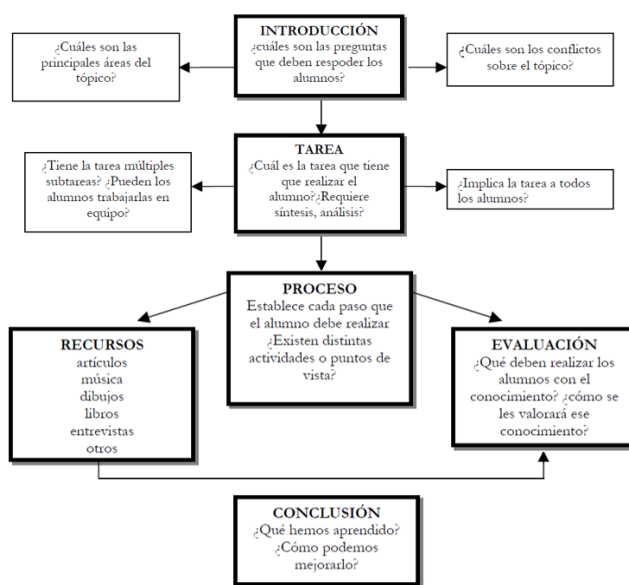 INTRODUCCIÓN
¿cuáles son las preguntas
que deben respoder los
alumnos?
¿Cuáles son las
principales áreas del
tópico?
¿Cuáles son los conflictos
sobre el tópico?
TAREA
¿Cuál es la tarea que tiene
que realizar el
alumno?¿Requiere
síntesis, análisis?
¿Tiene la tarea múltiples
subtareas? ¿Pueden los
alumnos trabajarlas en
equipo?
¿Implica la tarea a todos
los alumnos?
PROCESO
Establece cada paso que
el alumno debe realizar
¿Existen distintas
actividades o puntos de
vista?
RECURSOS
artículos
música
dibujos
libros
entrevistas
otros
EVALUACIÓN
¿Qué deben realizar los
alumnos con el
conocimiento? ¿cómo se
les valorará ese
conocimiento?
CONCLUSIÓN
¿Qué hemos aprendido?
¿Cómo podemos
mejorarlo?